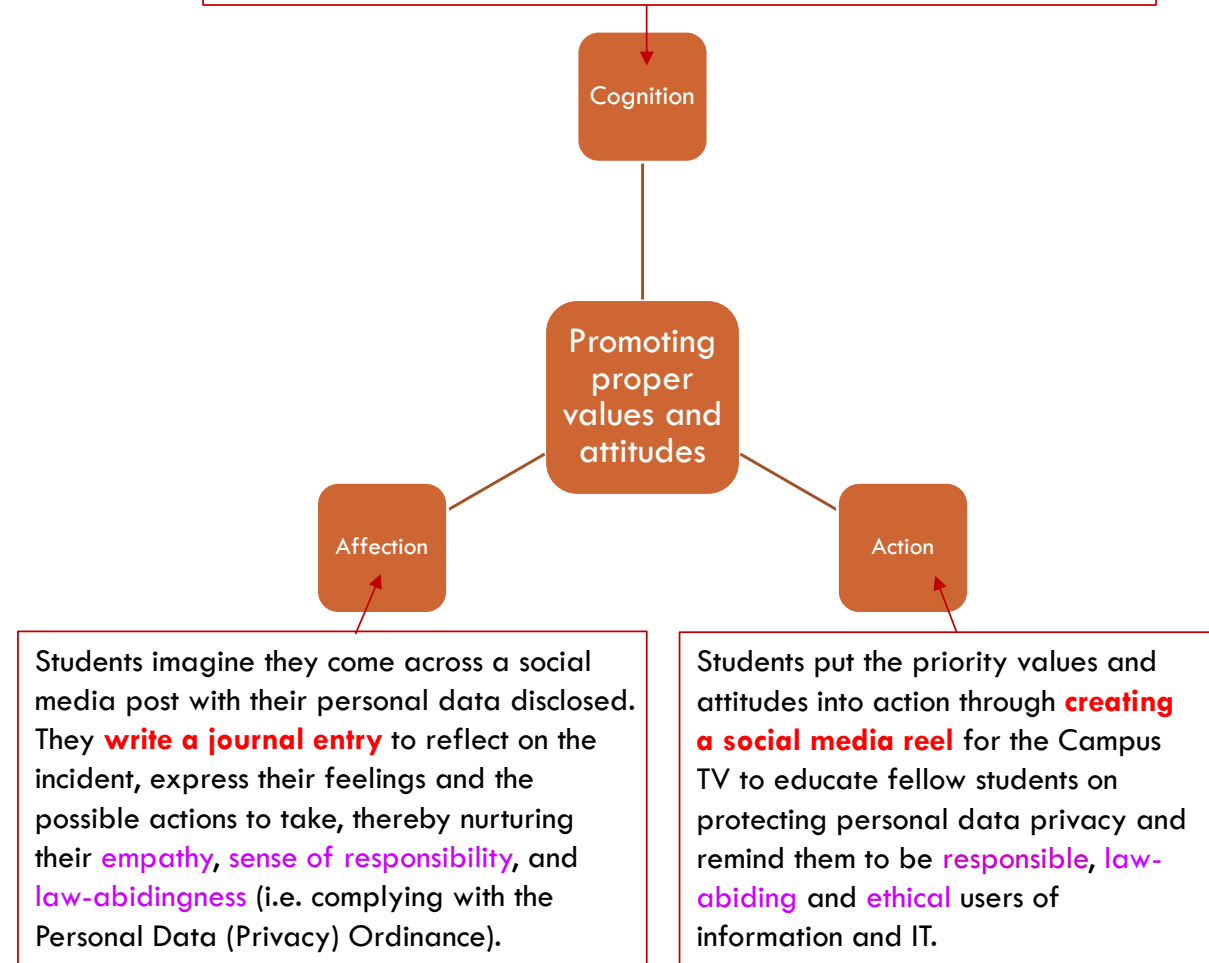 Cognition
Promoting
proper
values and
attitudes
Affection
Action
Students imagine they come across a social
media post with their personal data disclosed.
They write a journal entry to reflect on the
incident, express their feelings and the
possible actions to take, thereby nurturing
their empathy, sense of responsibility, and
law-abidingness (i.e. complying with the
Personal Data (Privacy) Ordinance).
Students put the priority values and
attitudes into action through creating
a social media reel for the Campus
TV to educate fellow students on
protecting personal data privacy and
remind them to be responsible, law-
abiding and ethical users of
information and IT.